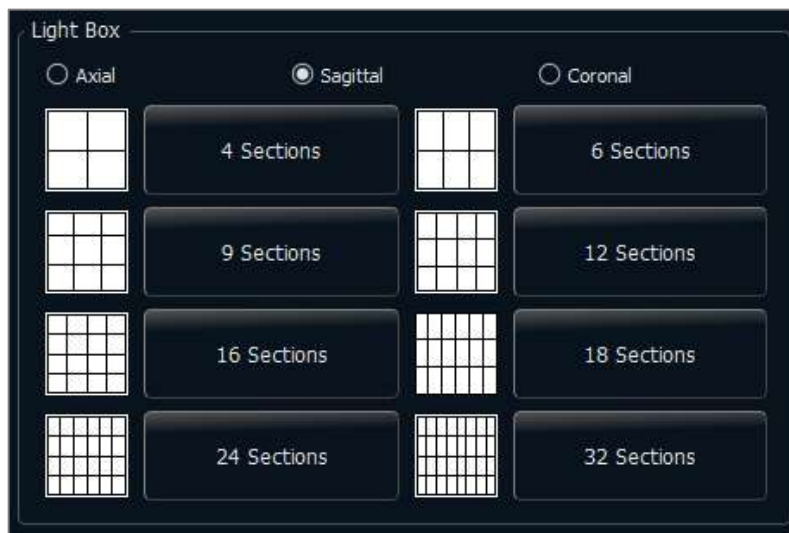 Light Box
Axial Sagittal Coronal
4 Sections 6 Sections
9 Sections 12 Sections
16 Sections 18 Sections
24 Sections 32 Sections